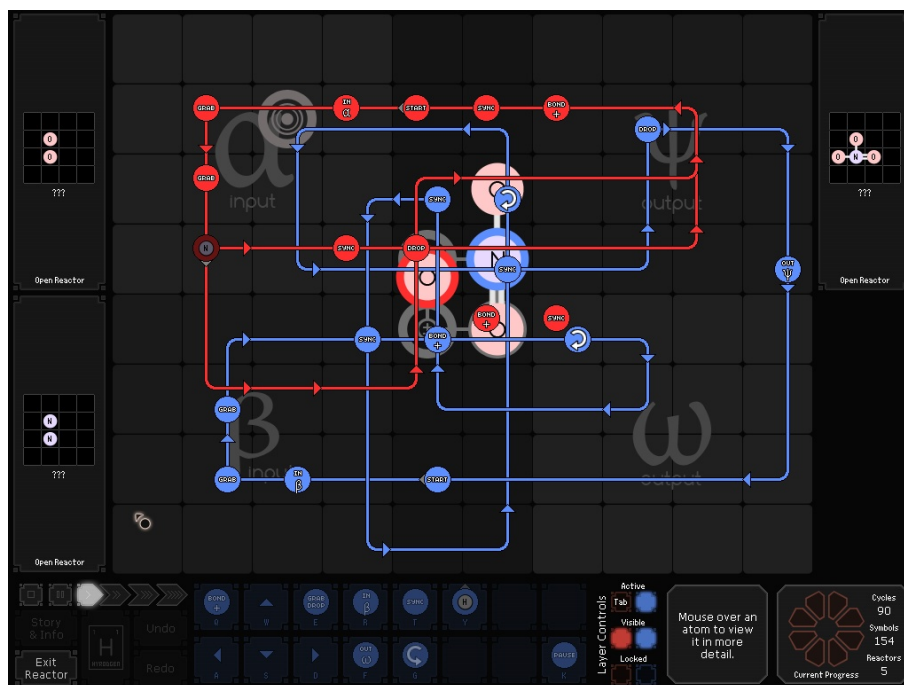 GRAB
IN α
START
SYNC
BOND +
DROP
α
input
GRAB
ψ
output
O
O
???
O
O N O
???
Open Reactor
Open Reactor
SYNC
O
N
SYNC
DROP
N
SYNC
OUT ψ
O
BOND +
O
SYNC
SYNC
BOND +
GRAB
β
input
ω
output
N
N
???
GRAB
IN β
START
Open Reactor
Story & Info
Undo
H
HYDROGEN
Exit Reactor
Redo
BOND +
Q
W
GRAB DROP
E
IN β
R
SYNC
T
N
Y
A
S
D
OUT ω
F
G
PAUSE
K
Layer Controls
Active
Tab
Visible
Locked
Mouse over an atom to view it in more detail.
Cycles
90
Symbols
154
Reactors
5
Current Progress